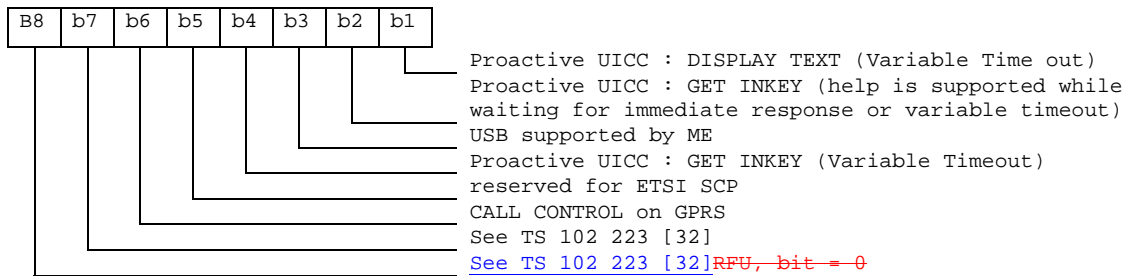 B8 b7 b6 b5 b4 b3 b2 b1
Proactive UICC : DISPLAY TEXT (Variable Time out)
Proactive UICC : GET INKEY (help is supported while
waiting for immediate response or variable timeout)
USB supported by ME
Proactive UICC : GET INKEY (Variable Timeout)
reserved for ETSI SCP
CALL CONTROL on GPRS
See TS 102 223 [32]
See TS 102 223 [32]RFU, bit = 0